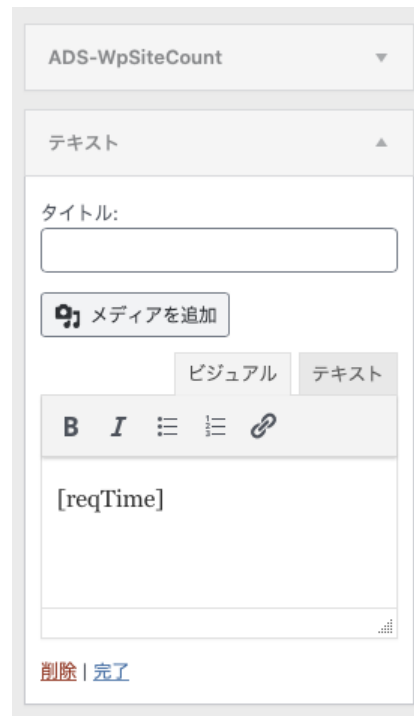 ADS-WpSiteCount
テキスト
タイトル:
メディアを追加
ビジュアル テキスト
B I
[reqTime]
削除 | 完了